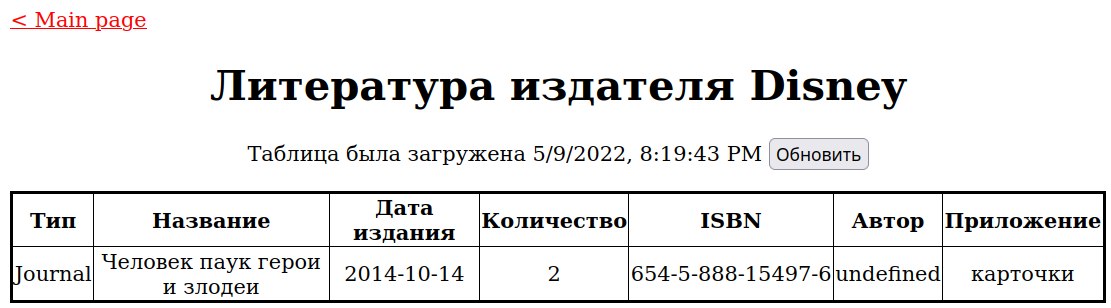 < Main page
Литература издателя Disney
Таблица была загружена 5/9/2022, 8:19:43 PM Обновить
Тип Название Дата издания Количество ISBN Автор Приложение
Journal Человек паук герои и злодеи 2014-10-14 2 654-5-888-15497-6 undefined карточки